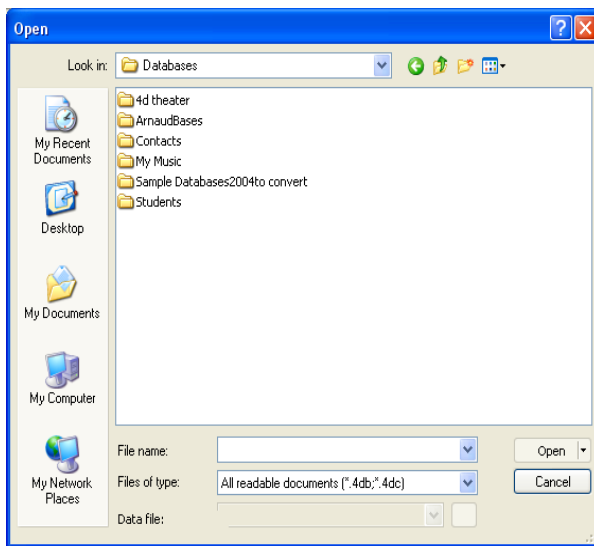 Open
Look in:
Databases
My Recent
Documents
Desktop
My Documents
My Computer
My Network
Places
4d theater
ArnaudBases
Contacts
My Music
Sample Databases2004to convert
Students
File name:
Open
Files of type:
All readable documents (*.4db;*.4dc)
Cancel
Data file: